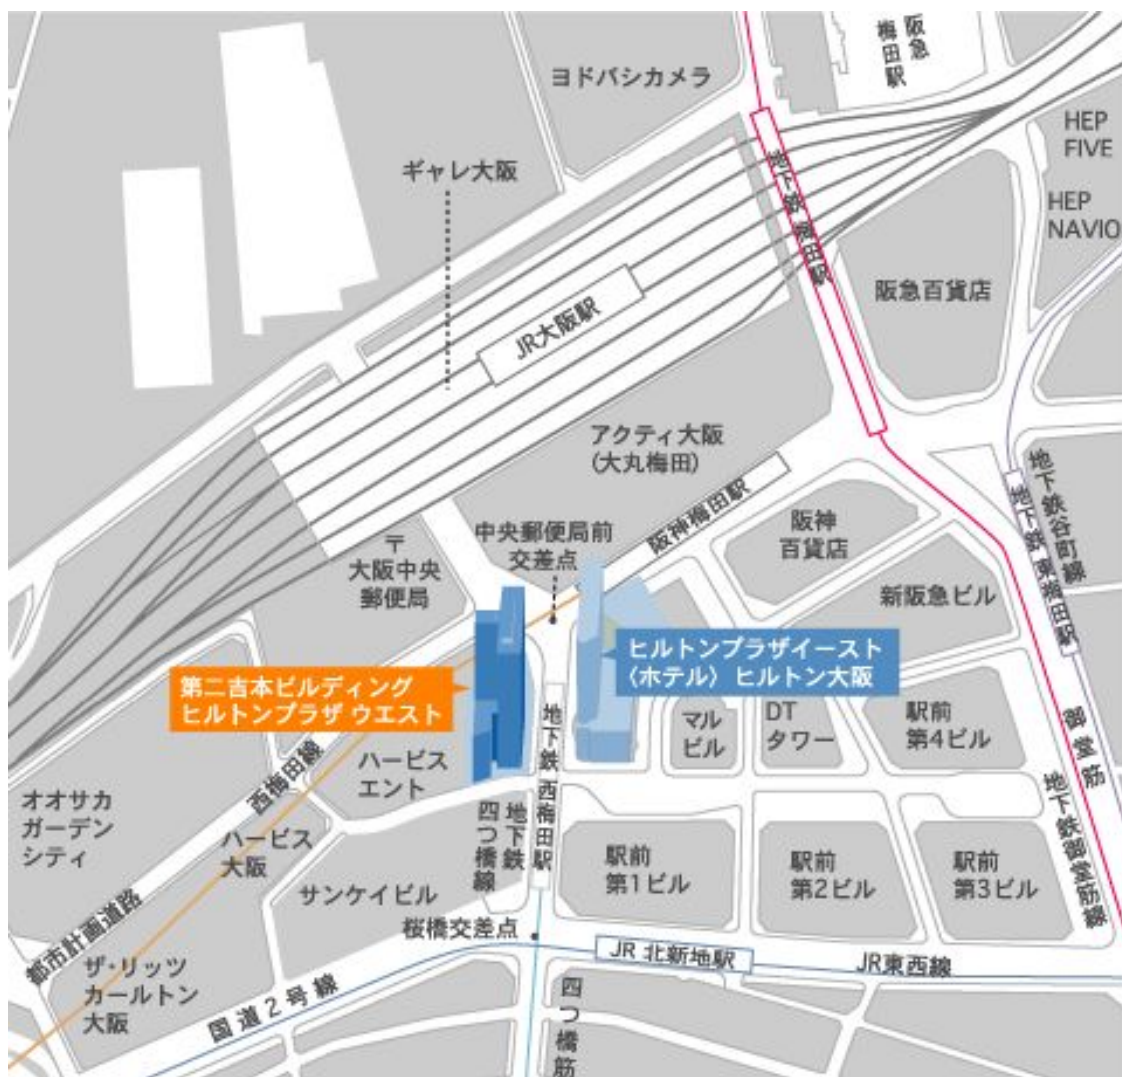 阪急
梅田駅
ヨドバシカメラ
HEP
FIVE
ギャレ大阪
地下鉄 梅田駅
HEP
NAVIO
阪急百貨店
JR大阪駅
アクティ大阪
(大丸梅田)
阪神梅田駅
地下鉄谷町線
地下鉄 東梅田駅
中央郵便局前
交差点
阪神
百貨店
〒
大阪中央
郵便局
新阪急ビル
ヒルトンプラザイースト
〈ホテル〉 ヒルトン大阪
第二吉本ビルディング
ヒルトンプラザ ウエスト
地下鉄 西梅田駅
マル
ビル
DT
タワー
駅前
第4ビル
御堂筋
地下鉄御堂筋線
西梅田線
ハービス
エント
オオサカ
ガーデン
シティ
ハービス
大阪
地下鉄
四つ橋線
サンケイビル
駅前
第1ビル
駅前
第2ビル
駅前
第3ビル
都市計画道路
桜橋交差点
JR 北新地駅
JR東西線
ザ・リッツ
カールトン
大阪
国道2号線
四つ橋筋